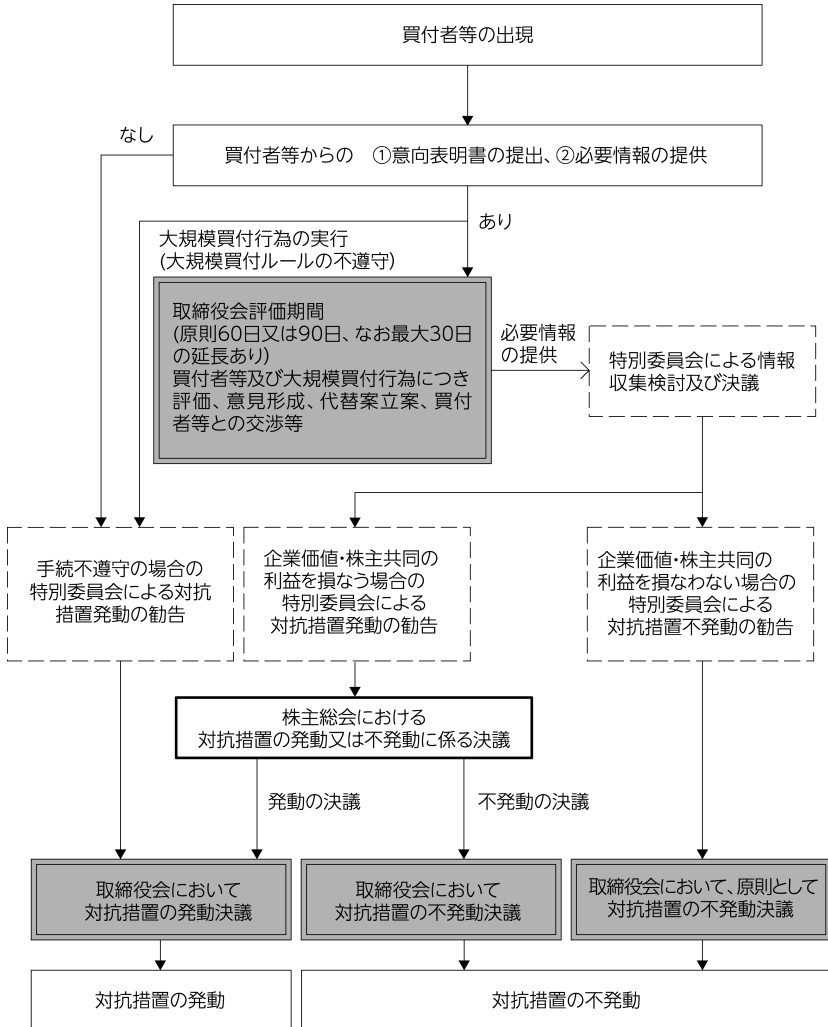 買付者等の出現
なし
買付者等からの　①意向表明書の提出、②必要情報の提供
あり
大規模買付行為の実行
(大規模買付ルールの不遵守)
取締役会評価期間
(原則60日又は90日、なお最大30日
の延長あり)
買付者等及び大規模買付行為につき
評価、意見形成、代替案立案、買付
者等との交渉等
必要情報
の提供
特別委員会による情報
収集検討及び決議
手続不遵守の場合の
特別委員会による対抗
措置発動の勧告
企業価値・株主共同の
利益を損なう場合の
特別委員会による
対抗措置発動の勧告
企業価値・株主共同の
利益を損なわない場合の
特別委員会による
対抗措置不発動の勧告
株主総会における
対抗措置の発動又は不発動に係る決議
発動の決議
不発動の決議
取締役会において
対抗措置の発動決議
取締役会において
対抗措置の不発動決議
取締役会において、原則として
対抗措置の不発動決議
対抗措置の発動
対抗措置の不発動